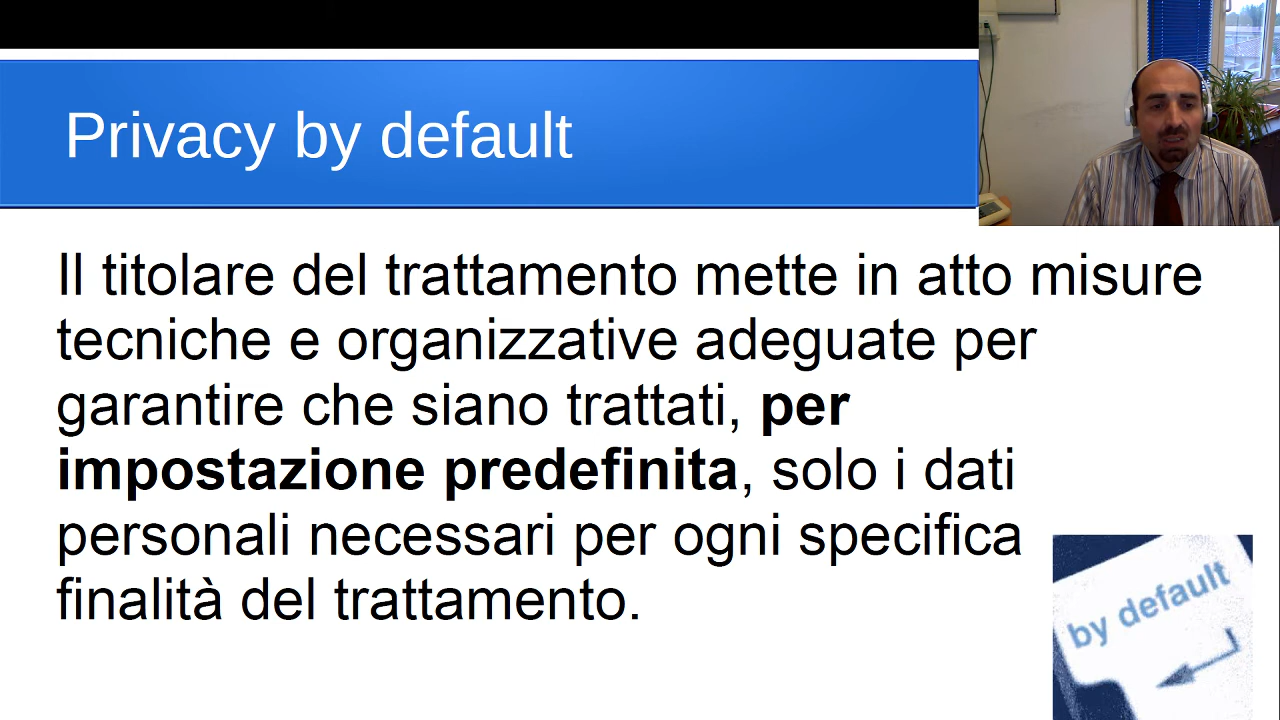 Privacy by default
Il titolare del trattamento mette in atto misure
tecniche e organizzative adeguate per
garantire che siano trattati, per
impostazione predefinita, solo i dati
personali necessari per ogni specifica
finalità del trattamento.
by default